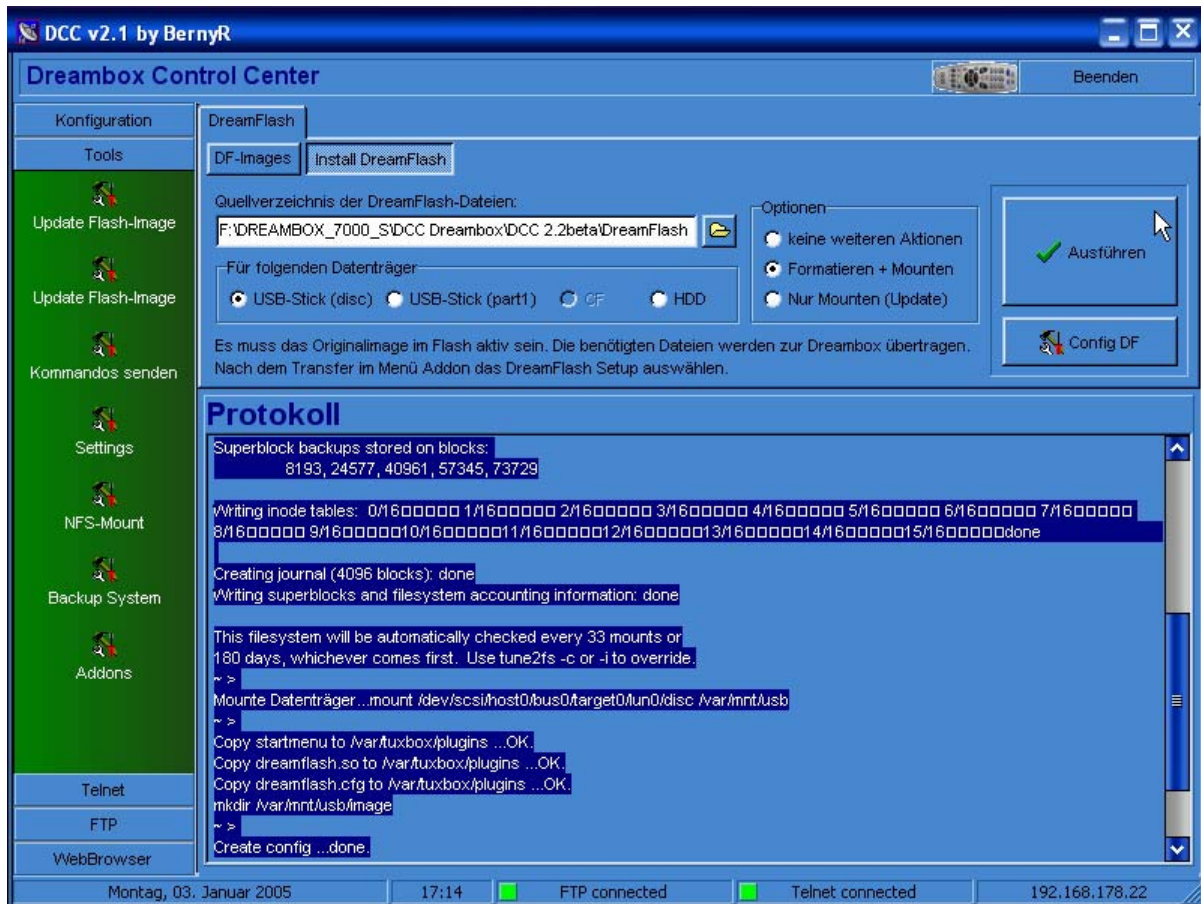 DCC v2.1 by BernyR
Dreambox Control Center
Beenden
Konfiguration
Tools
Update Flash-Image
Update Flash-Image
Kommandos senden
Settings
NFS-Mount
Backup System
Addons
Telnet
FTP
WebBrowser
DreamFlash
DF-Images
Install DreamFlash
Quellverzeichnis der DreamFlash-Dateien:
F:\DREAMBOX_7000_S\DCC Dreambox\DCC 2.2beta\DreamFlash
Für folgenden Datenträger
USB-Stick (disc)
USB-Stick (part1)
CF
HDD
Optionen
keine weiteren Aktionen
Formatieren + Mounten
Nur Mounten (Update)
Ausführen
Config DF
Es muss das Originalimage im Flash aktiv sein. Die benötigten Dateien werden zur Dreambox übertragen.
Nach dem Transfer im Menü Addon das DreamFlash Setup auswählen.
Protokoll
Superblock backups stored on blocks:
8193, 24577, 40961, 57345, 73729
Writing inode tables: 0/16□□□□□ 1/16□□□□□ 2/16□□□□□ 3/16□□□□□ 4/16□□□□□ 5/16□□□□□ 6/16□□□□□ 7/16□□□□□
8/16□□□□□ 9/16□□□□□10/16□□□□□11/16□□□□□12/16□□□□□13/16□□□□□14/16□□□□□15/16□□□□□done
Creating journal (4096 blocks): done
Writing superblocks and filesystem accounting information: done
This filesystem will be automatically checked every 33 mounts or
180 days, whichever comes first. Use tune2fs -c or -i to override.
~ >
Mounte Datenträger...mount /dev/scsi/host0/bus0/target0/lun0/disc /var/mnt/usb
~ >
Copy startmenu to /var/tuxbox/plugins ...OK.
Copy dreamflash.so to /var/tuxbox/plugins ...OK.
Copy dreamflash.cfg to /var/tuxbox/plugins ...OK.
mkdir /var/mnt/usb/image
~ >
Create config ...done.
Montag, 03. Januar 2005
17:14
FTP connected
Telnet connected
192.168.178.22